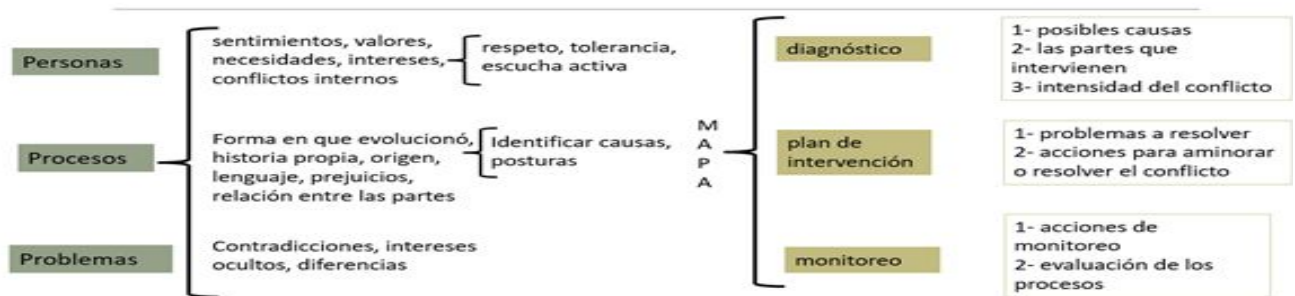 Personas
sentimientos, valores,
necesidades, intereses,
conflictos internos
respeto, tolerancia,
escucha activa
Procesos
Forma en que evolucionó,
historia propia, origen,
lenguaje, prejuicios,
relación entre las partes
Identificar causas,
posturas
Problemas
Contradicciones, intereses
ocultos, diferencias
M
A
P
A
diagnóstico
1- posibles causas
2- las partes que
intervienen
3- intensidad del conflicto
plan de
intervención
1- problemas a resolver
2- acciones para aminorar
o resolver el conflicto
monitoreo
1- acciones de
monitoreo
2- evaluación de los
procesos